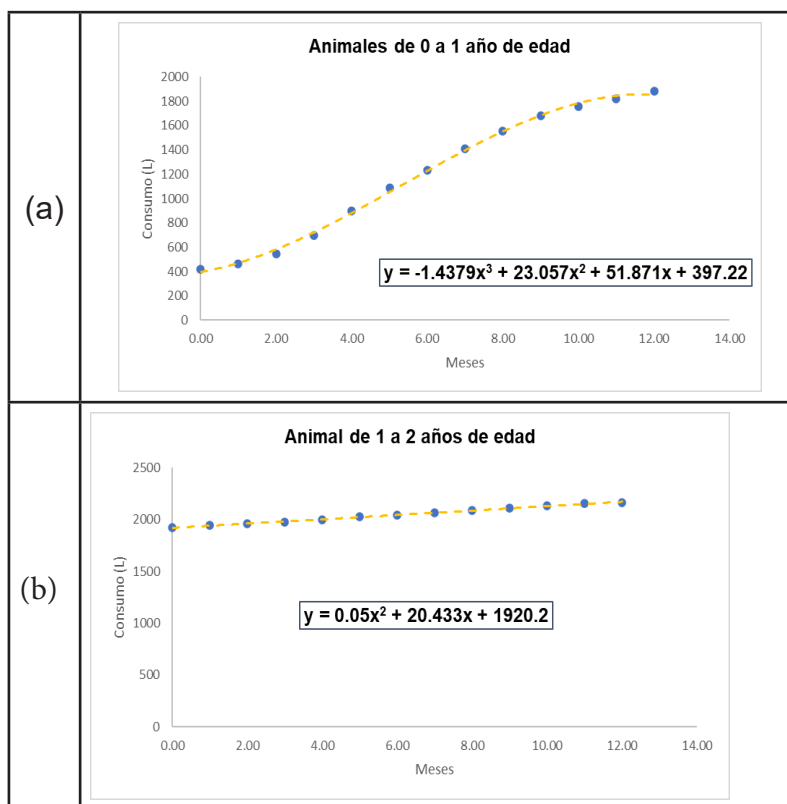 (a)
Animales de 0 a 1 año de edad
Consumo (L)
2000
1800
1600
1400
1200
1000
800
600
400
200
0
y = -1.4379x³ + 23.057x² + 51.871x + 397.22
0.00 2.00 4.00 6.00 8.00 10.00 12.00 14.00
Meses
(b)
Animal de 1 a 2 años de edad
Consumo (L)
2500
2000
1500
1000
500
0
y = 0.05x² + 20.433x + 1920.2
0.00 2.00 4.00 6.00 8.00 10.00 12.00 14.00
Meses